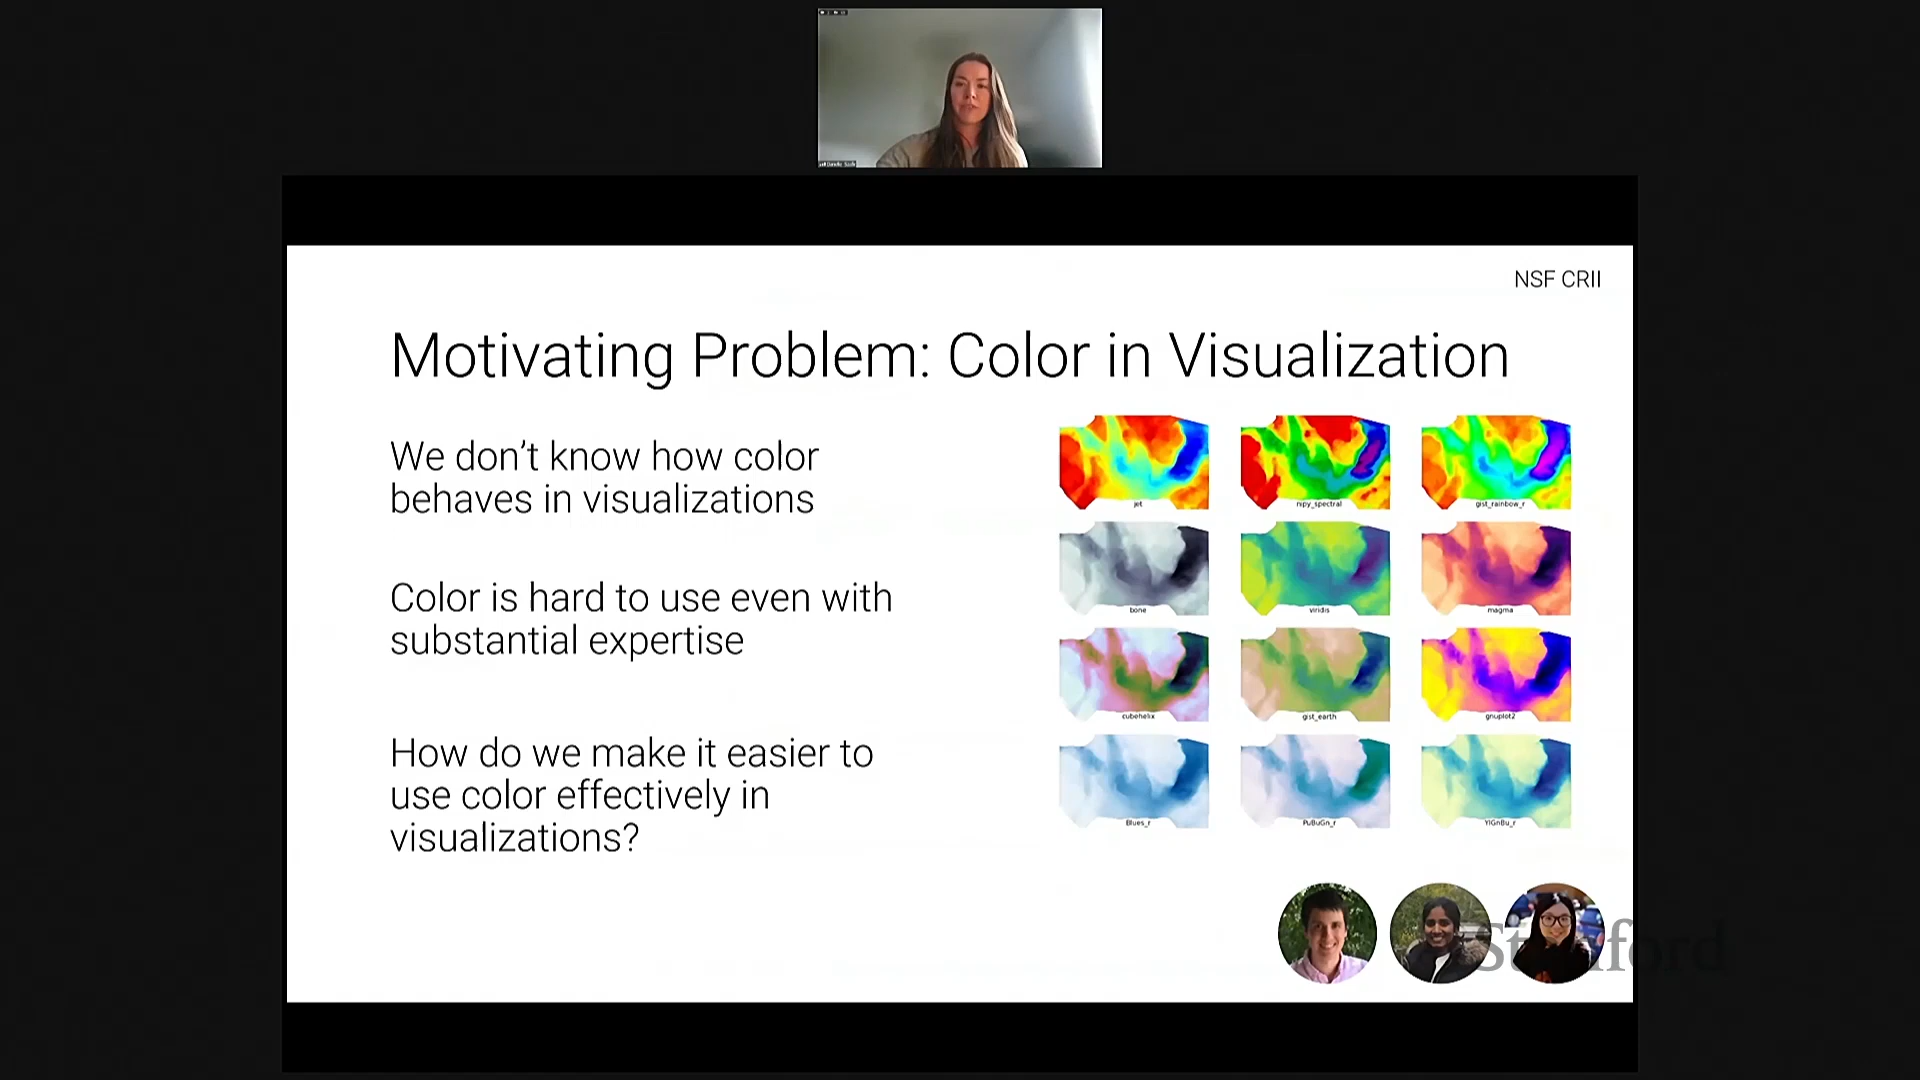 NSF CRII
Motivating Problem: Color in Visualization
We don't know how color
behaves in visualizations
Color is hard to use even with
substantial expertise
How do we make it easier to
use color effectively in
visualizations?
jet
nipy_spectral
gist_rainbow_r
bone
viridis
magma
cubehelix
gist_earth
gnuplot2
Blues_r
PuBuGn_r
YlGnBu_r
Stanford